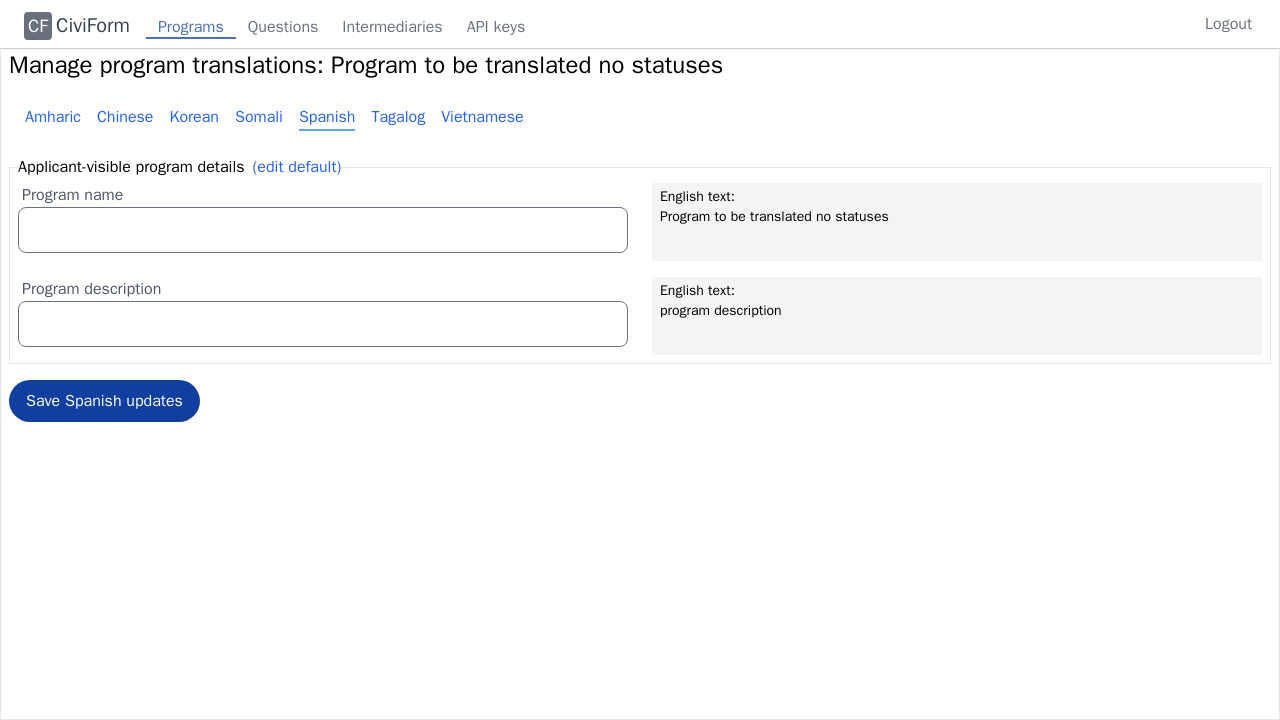 CF CiviForm Programs Questions Intermediaries API keys Logout
Manage program translations: Program to be translated no statuses
Amharic Chinese Korean Somali Spanish Tagalog Vietnamese
Applicant-visible program details (edit default)
Program name
English text:
Program to be translated no statuses
Program description
English text:
program description
Save Spanish updates